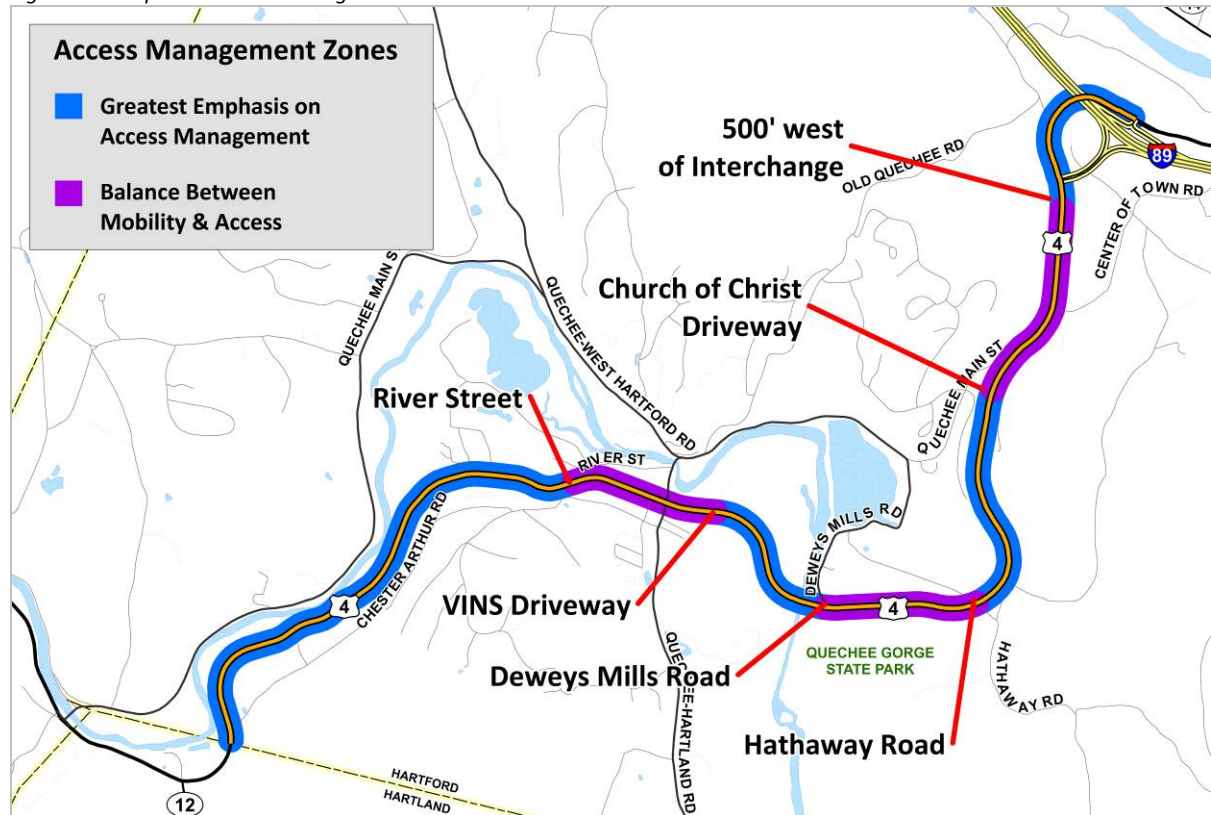 Access Management Zones
Greatest Emphasis on
Access Management
Balance Between
Mobility & Access
500' west
of Interchange
OLD QUECHEE RD
89
CENTER OF TOWN RD
4
Church of Christ
Driveway
QUECHEE MAIN S
QUECHEE-WEST HARTFORD RD
QUECHEE MAIN ST
River Street
RIVER ST
CHESTER ARTHUR RD
DEWEYS MILLS RD
VINS Driveway
4
4
QUECHEE GORGE
STATE PARK
Deweys Mills Road
QUECHEE-HARTLAND RD
HATHAWAY RD
Hathaway Road
HARTFORD
HARTLAND
12